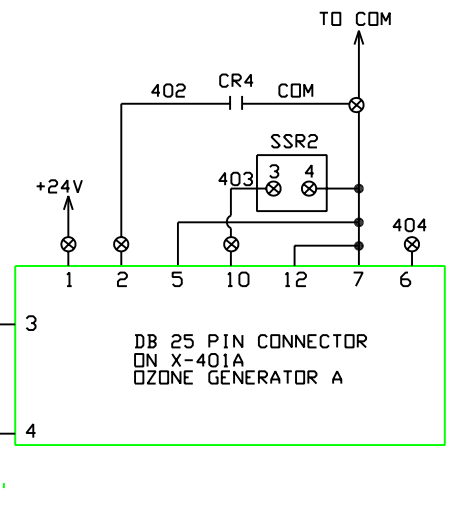 TO COM
CR4
402
COM
SSR2
403
3
4
+24V
404
1
2
5
10
12
7
6
3
DB 25 PIN CONNECTOR
ON X-401A
OZONE GENERATOR A
4